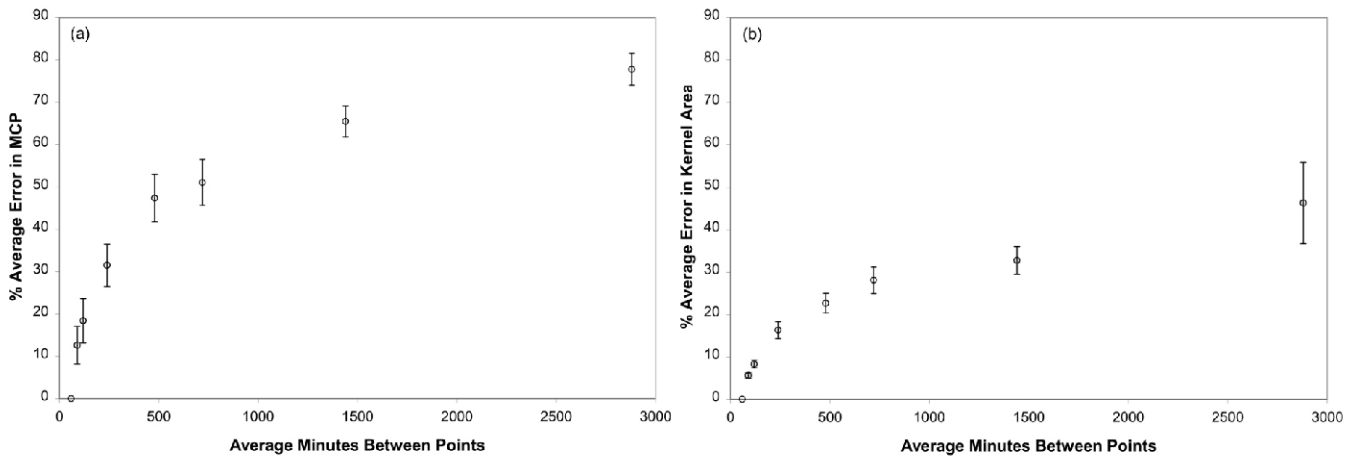 (a)
% Average Error in MCP
90
80
70
60
50
40
30
20
10
0
0 500 1000 1500 2000 2500 3000
Average Minutes Between Points
(b)
% Average Error in Kernel Area
90
80
70
60
50
40
30
20
10
0
0 500 1000 1500 2000 2500 3000
Average Minutes Between Points